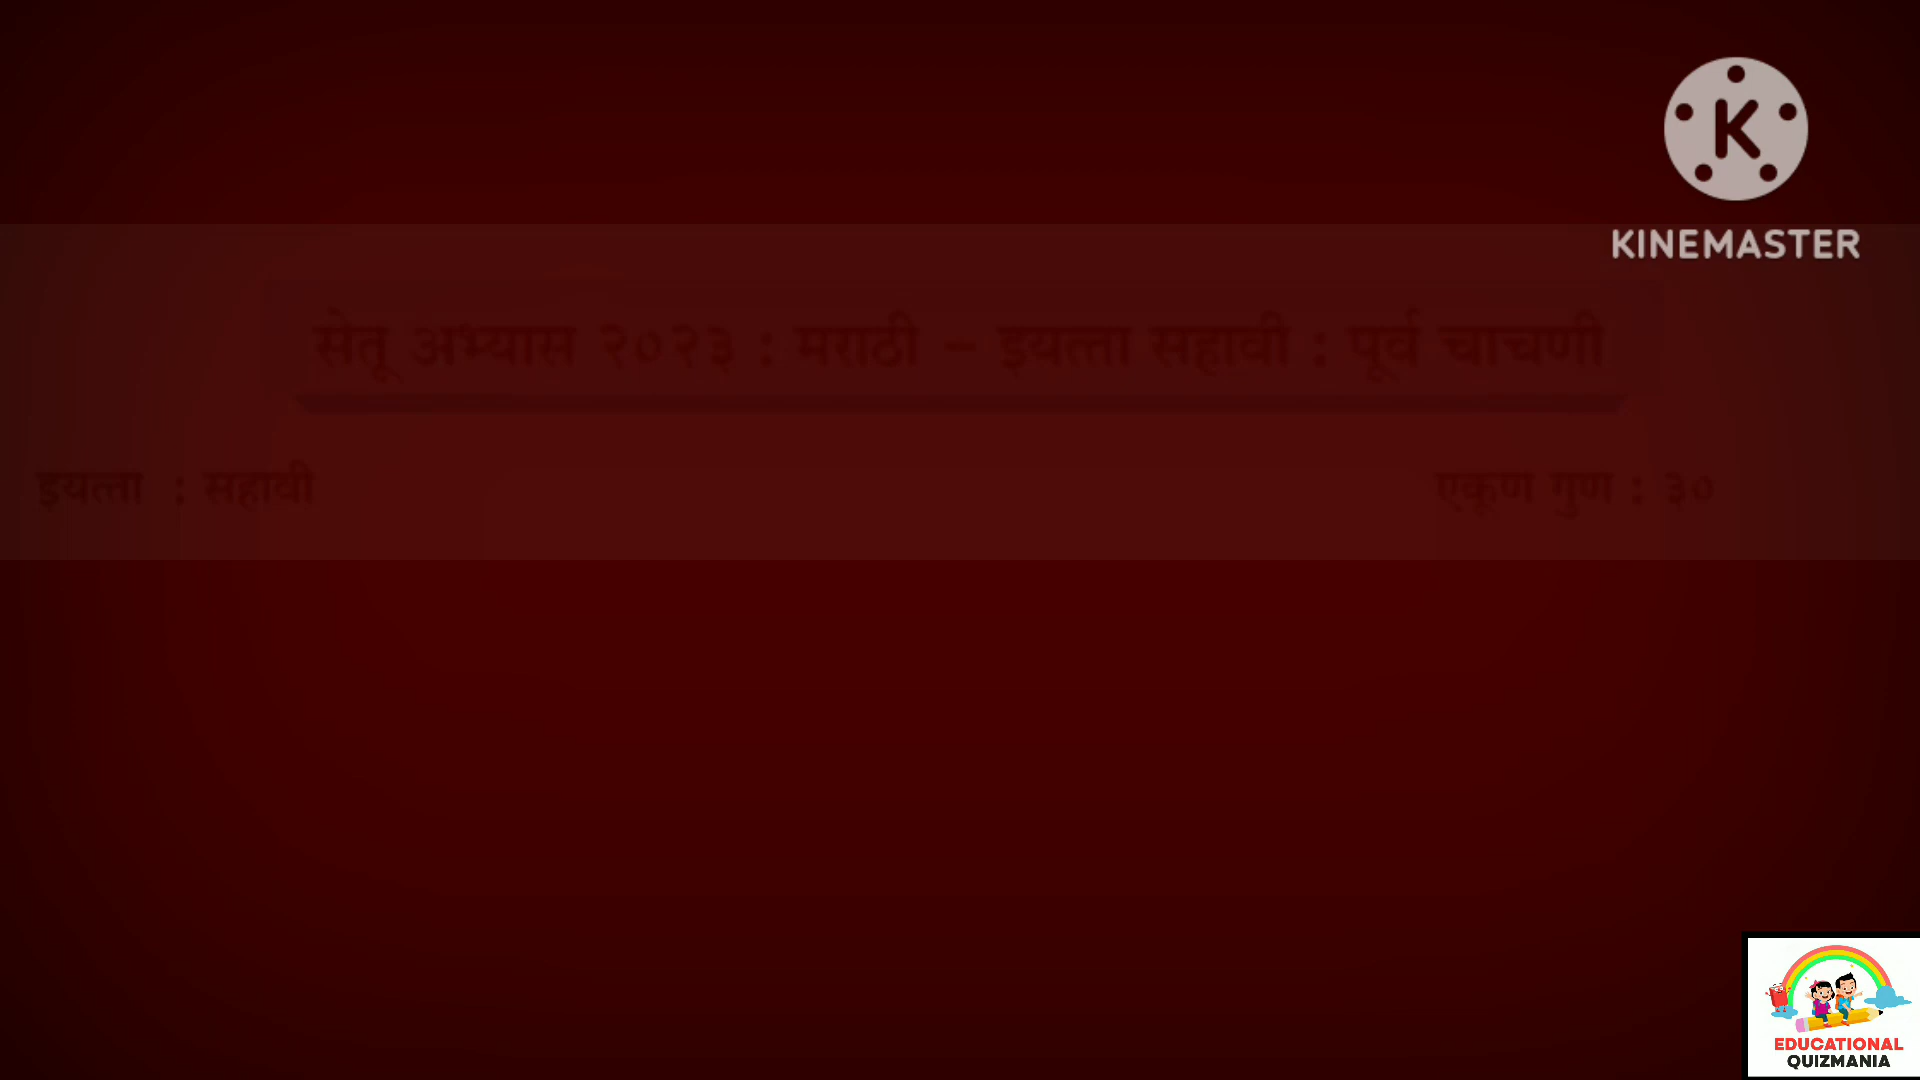 KINEMASTER
सेतू अभ्यास २०२३ : मराठी – इयत्ता सहावी : पूर्व चाचणी
इयत्ता : सहावी
एकूण गुण : ३०
EDUCATIONAL
QUIZMANIA